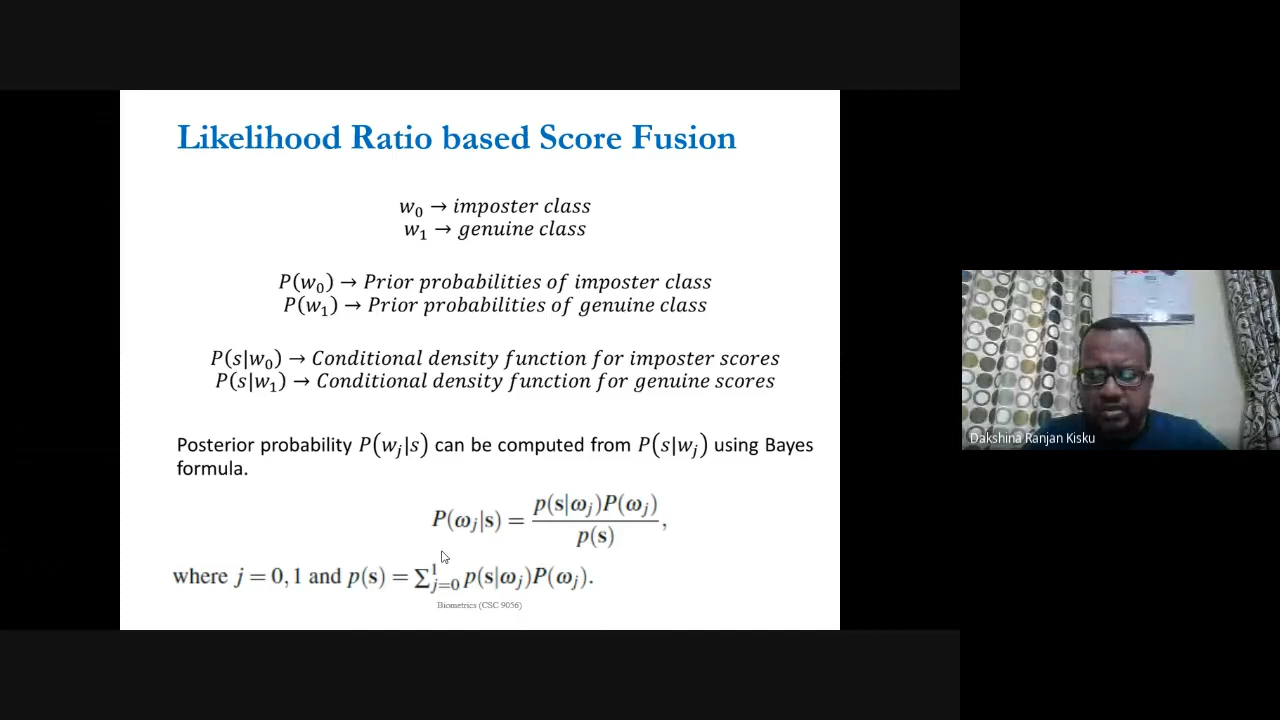 Likelihood Ratio based Score Fusion
w₀ → imposter class
w₁ → genuine class
P(w₀) → Prior probabilities of imposter class
P(w₁) → Prior probabilities of genuine class
P(s|w₀) → Conditional density function for imposter scores
P(s|w₁) → Conditional density function for genuine scores
Posterior probability P(wⱼ|s) can be computed from P(s|wⱼ) using Bayes
formula.
P(ωⱼ|s) = p(s|ωⱼ)P(ωⱼ) / p(s),
where j = 0, 1 and p(s) = ∑¹ⱼ₌₀ p(s|ωⱼ)P(ωⱼ).
Biometrics (CSC 9056)
Dakshina Ranjan Kisku